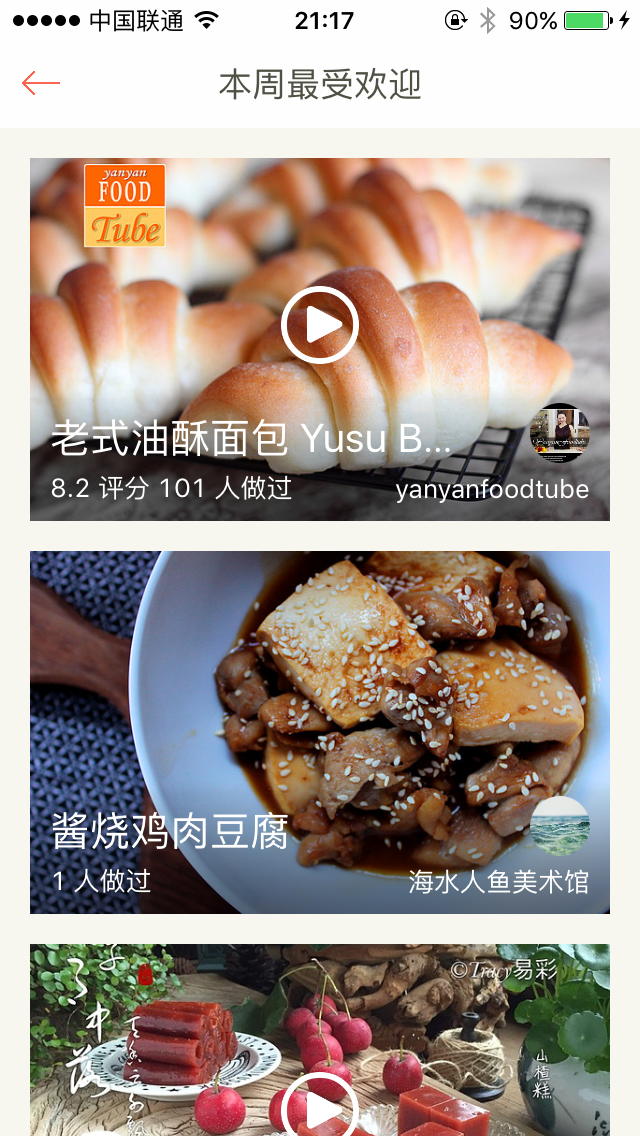 中国联通
21:17
90%
本周最受欢迎
yanyan
FOOD
Tube
老式油酥面包 Yusu B...
8.2 评分 101 人做过
yanyanfoodtube
酱烧鸡肉豆腐
1 人做过
海水人鱼美术馆
©Tracy易彩
山楂糕